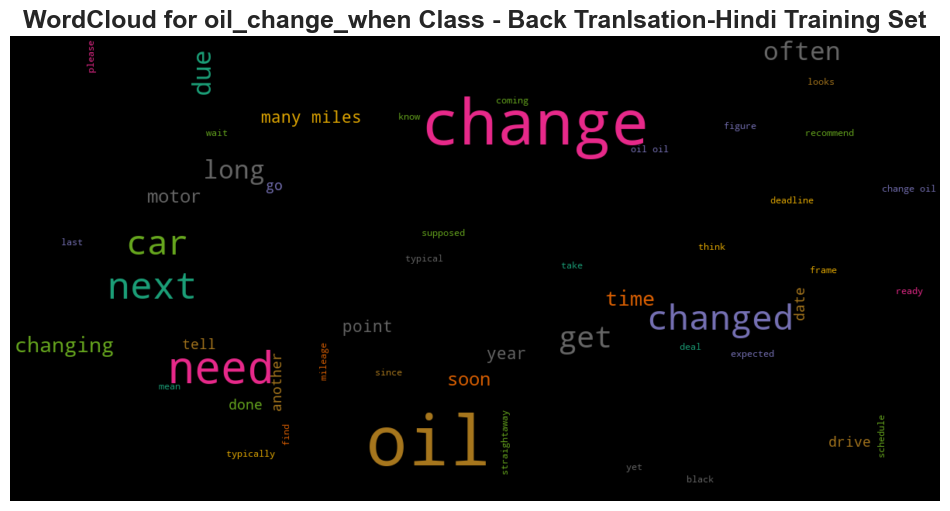 WordCloud for oil_change_when Class - Back Tranlsation-Hindi Training Set
please
due
often
looks
many miles
coming
know
change
wait
figure
recommend
oil oil
long
go
motor
change oil
deadline
last
car
supposed
think
typical
take
frame
next
time
ready
date
changed
point
get
changing
tell
need
mean
another
mileage
year
deal
expected
since
soon
done
find
typically
oil
straightaway
drive
schedule
yet
black